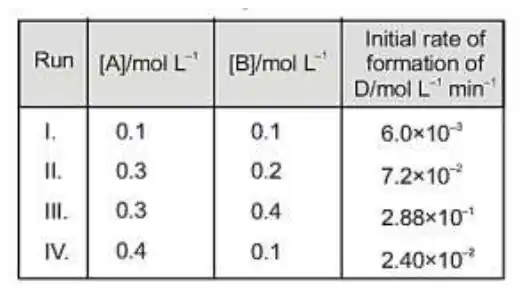 Run [A]/mol L⁻¹ [B]/mol L⁻¹ Initial rate of
formation of
D/mol L⁻¹ min⁻¹
I. 0.1 0.1 6.0×10⁻³
II. 0.3 0.2 7.2×10⁻²
III. 0.3 0.4 2.88×10⁻¹
IV. 0.4 0.1 2.40×10⁻²